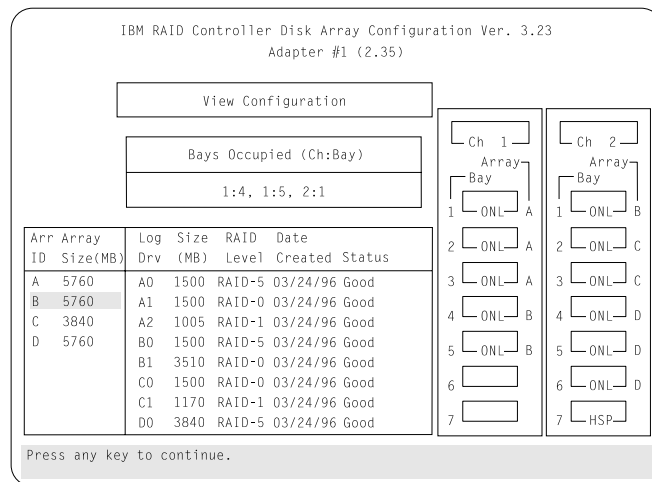 IBM RAID Controller Disk Array Configuration Ver. 3.23
Adapter #1 (2.35)
View Configuration
Bays Occupied (Ch:Bay)
1:4, 1:5, 2:1
Arr Array Log Size RAID Date
ID Size(MB) Drv (MB) Level Created Status
A 5760 A0 1500 RAID-5 03/24/96 Good
B 5760 A1 1500 RAID-0 03/24/96 Good
C 3840 A2 1005 RAID-1 03/24/96 Good
D 5760 B0 1500 RAID-5 03/24/96 Good
B1 3510 RAID-0 03/24/96 Good
C0 1500 RAID-0 03/24/96 Good
C1 1170 RAID-1 03/24/96 Good
D0 3840 RAID-5 03/24/96 Good
Ch 1
Array
Bay
1 ONL A
2 ONL A
3 ONL A
4 ONL B
5 ONL B
6
7
Ch 2
Array
Bay
1 ONL B
2 ONL C
3 ONL C
4 ONL D
5 ONL D
6 ONL D
7 HSP
Press any key to continue.